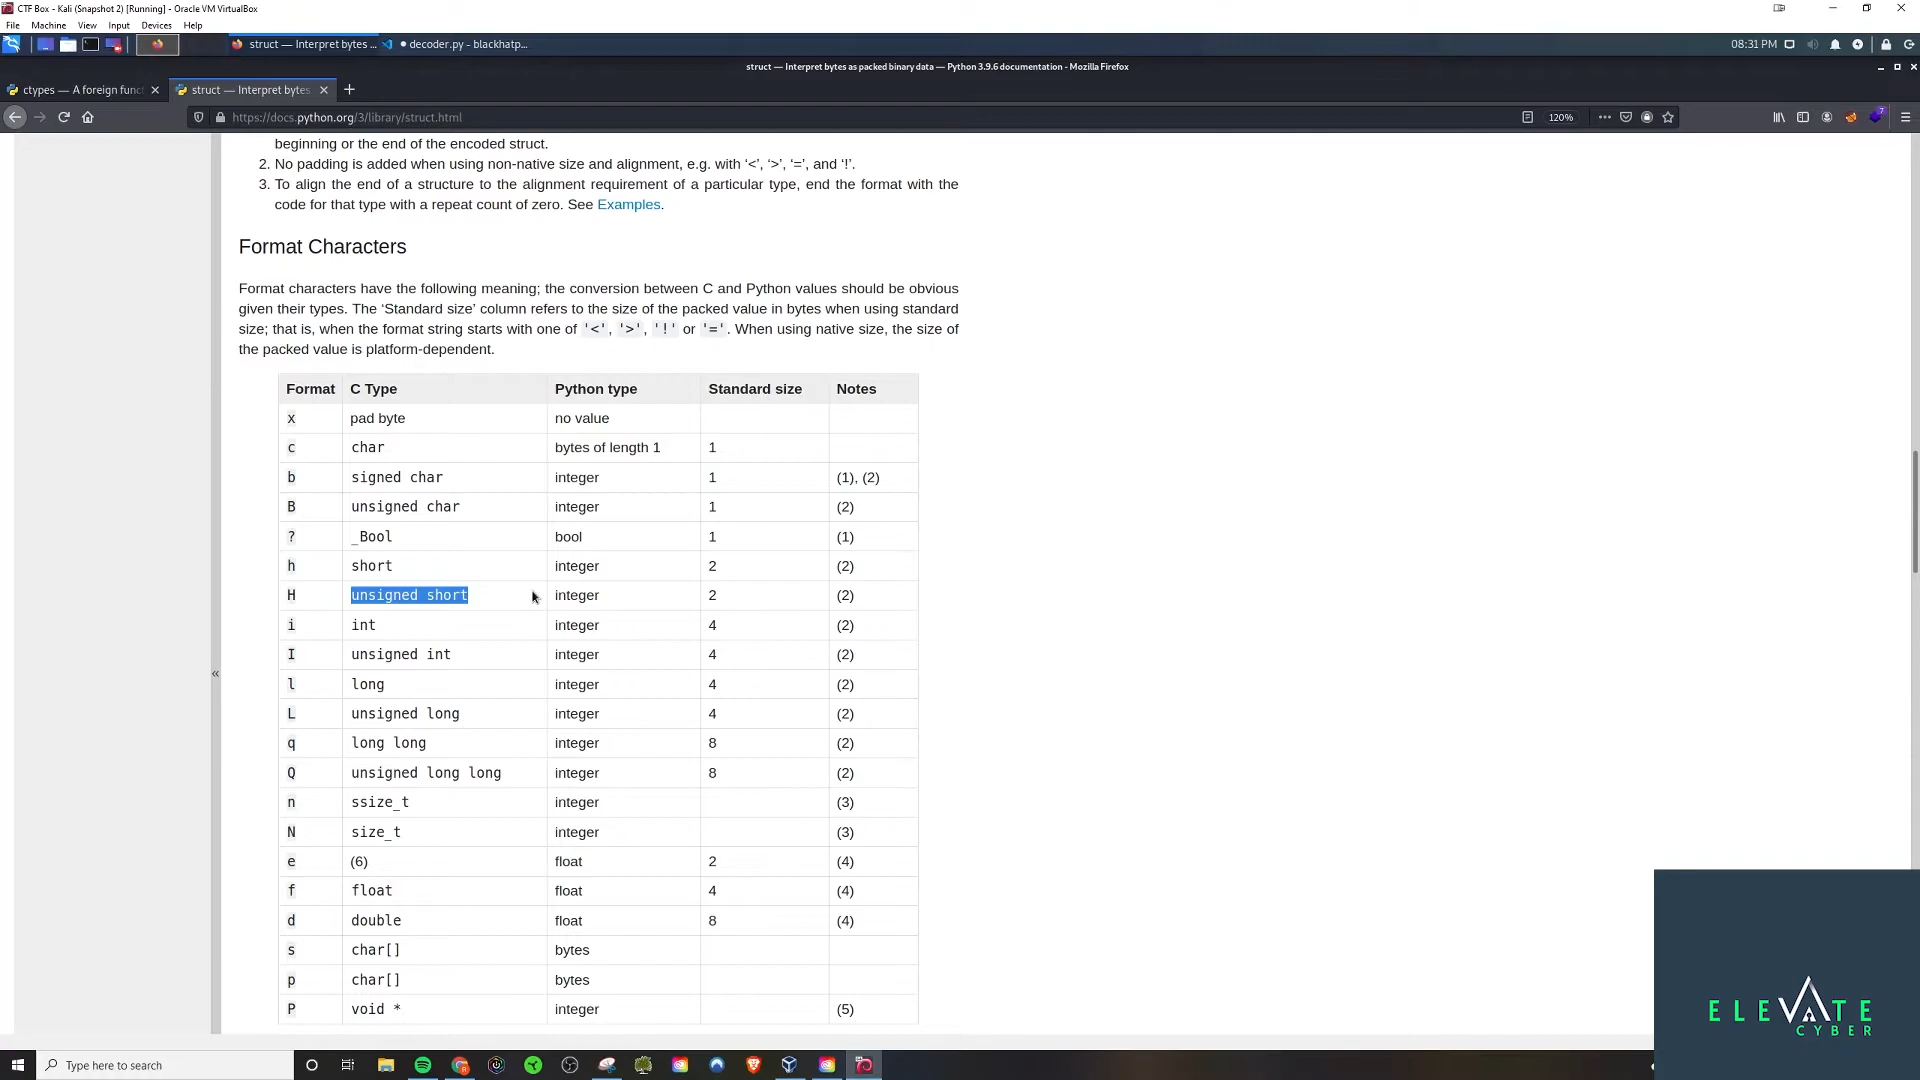 CTF Box - Kali (Snapshot 2) [Running] - Oracle VM VirtualBox
File Machine View Input Devices Help
struct — Interpret bytes ... ● decoder.py - blackhatp... 08:31 PM
struct — Interpret bytes as packed binary data — Python 3.9.6 documentation - Mozilla Firefox
ctypes — A foreign funct × struct — Interpret bytes × +
https://docs.python.org/3/library/struct.html 120% 7
beginning or the end of the encoded struct.
2. No padding is added when using non-native size and alignment, e.g. with ‘<’, ‘>’, ‘=’, and ‘!’.
3. To align the end of a structure to the alignment requirement of a particular type, end the format with the
code for that type with a repeat count of zero. See Examples.
Format Characters
Format characters have the following meaning; the conversion between C and Python values should be obvious
given their types. The ‘Standard size’ column refers to the size of the packed value in bytes when using standard
size; that is, when the format string starts with one of '<', '>', '!' or '='. When using native size, the size of
the packed value is platform-dependent.
Format C Type Python type Standard size Notes
x pad byte no value
c char bytes of length 1 1
b signed char integer 1 (1), (2)
B unsigned char integer 1 (2)
? _Bool bool 1 (1)
h short integer 2 (2)
H unsigned short integer 2 (2)
i int integer 4 (2)
I unsigned int integer 4 (2)
«
l long integer 4 (2)
L unsigned long integer 4 (2)
q long long integer 8 (2)
Q unsigned long long integer 8 (2)
n ssize_t integer (3)
N size_t integer (3)
e (6) float 2 (4)
f float float 4 (4)
d double float 8 (4)
s char[] bytes
p char[] bytes
P void * integer (5)
ELEVATE
CYBER
Type here to search